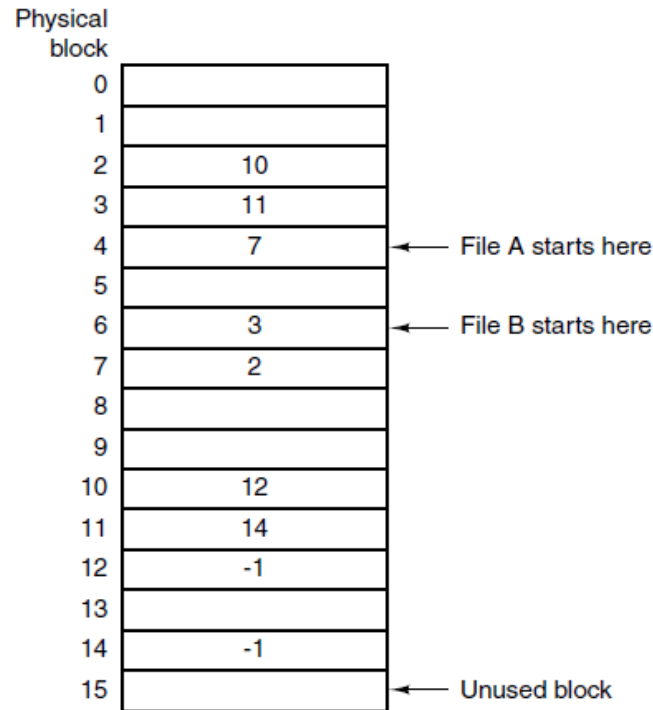 Physical
block
0
1
2 10
3 11
4 7 File A starts here
5
6 3 File B starts here
7 2
8
9
10 12
11 14
12 -1
13
14 -1
15 Unused block